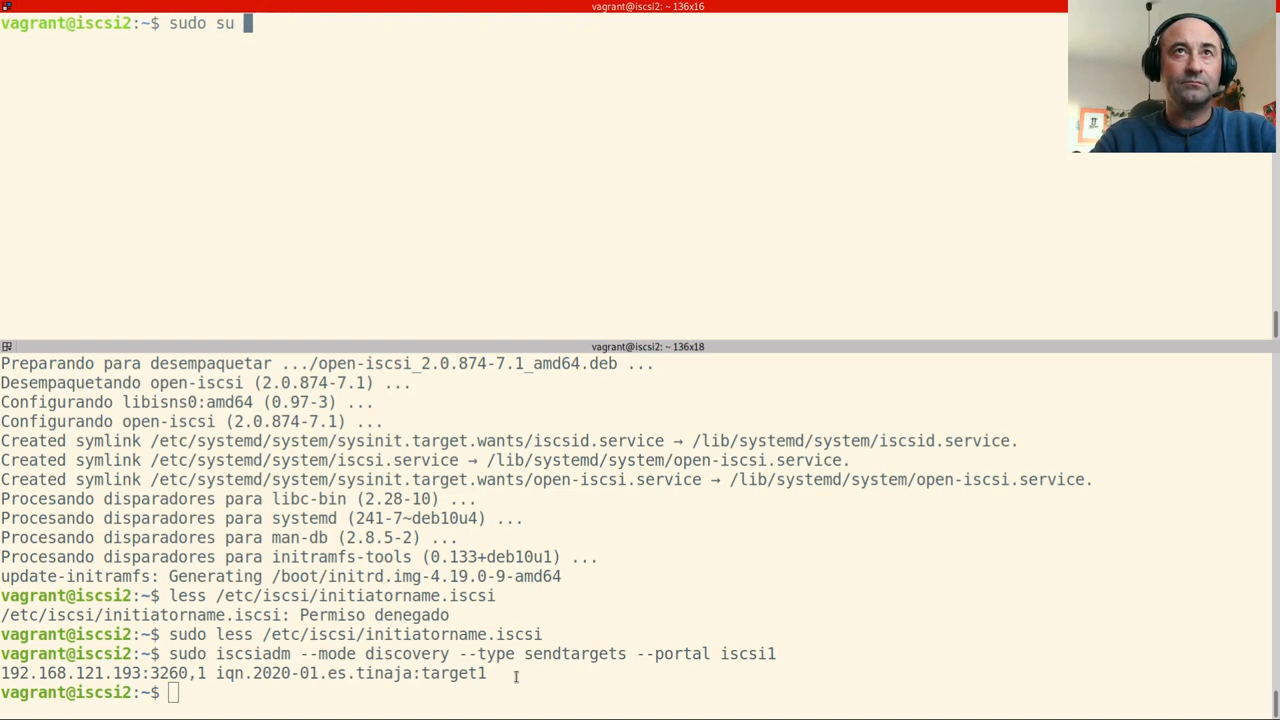 vagrant@iscsi2: ~ 136x16
vagrant@iscsi2:~$ sudo su
vagrant@iscsi2: ~ 136x18
Preparando para desempaquetar .../open-iscsi_2.0.874-7.1_amd64.deb ...
Desempaquetando open-iscsi (2.0.874-7.1) ...
Configurando libisns0:amd64 (0.97-3) ...
Configurando open-iscsi (2.0.874-7.1) ...
Created symlink /etc/systemd/system/sysinit.target.wants/iscsid.service → /lib/systemd/system/iscsid.service.
Created symlink /etc/systemd/system/iscsi.service → /lib/systemd/system/open-iscsi.service.
Created symlink /etc/systemd/system/sysinit.target.wants/open-iscsi.service → /lib/systemd/system/open-iscsi.service.
Procesando disparadores para libc-bin (2.28-10) ...
Procesando disparadores para systemd (241-7~deb10u4) ...
Procesando disparadores para man-db (2.8.5-2) ...
Procesando disparadores para initramfs-tools (0.133+deb10u1) ...
update-initramfs: Generating /boot/initrd.img-4.19.0-9-amd64
vagrant@iscsi2:~$ less /etc/iscsi/initiatorname.iscsi
/etc/iscsi/initiatorname.iscsi: Permiso denegado
vagrant@iscsi2:~$ sudo less /etc/iscsi/initiatorname.iscsi
vagrant@iscsi2:~$ sudo iscsiadm --mode discovery --type sendtargets --portal iscsi1
192.168.121.193:3260,1 iqn.2020-01.es.tinaja:target1
vagrant@iscsi2:~$